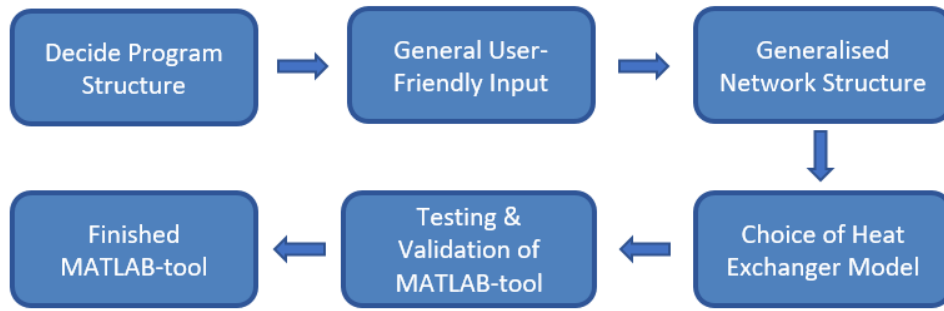 Decide Program
Structure
General User-
Friendly Input
Generalised
Network Structure
Choice of Heat
Exchanger Model
Testing &
Validation of
MATLAB-tool
Finished
MATLAB-tool